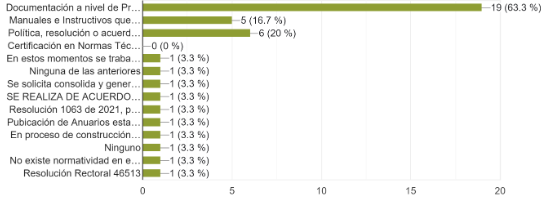 Documentación a nivel de Pr…
19 (63.3 %)
Manuales e Instructivos que…
5 (16.7 %)
Política, resolución o acuerd…
6 (20 %)
Certificación en Normas Téc…
0 (0 %)
En estos momentos se traba…
1 (3.3 %)
Ninguna de las anteriores
1 (3.3 %)
Se solicita consolida y gener…
1 (3.3 %)
SE REALIZA DE ACUERDO…
1 (3.3 %)
Resolución 1063 de 2021, p…
1 (3.3 %)
Pubicación de Anuarios esta…
1 (3.3 %)
En proceso de construcción…
1 (3.3 %)
Ninguno
1 (3.3 %)
No existe normatividad en e…
1 (3.3 %)
Resolución Rectoral 46513
1 (3.3 %)
0 5 10 15 20